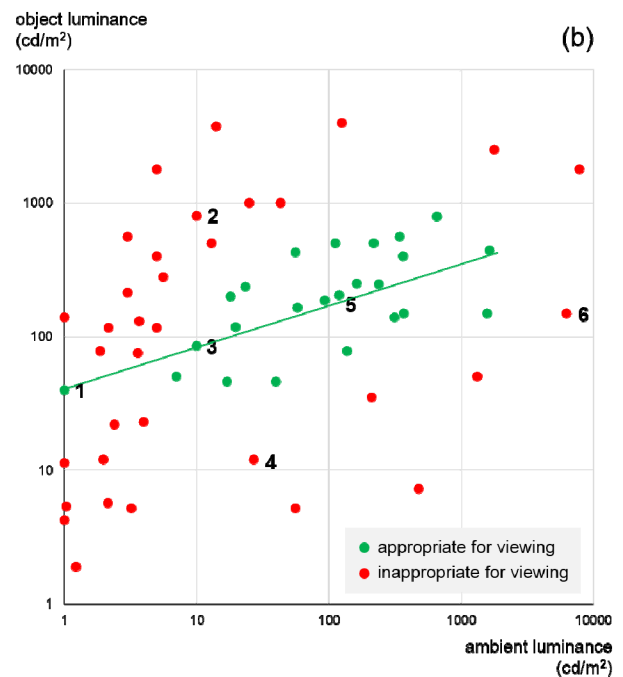 object luminance
(cd/m²)
(b)
10000
1000
2
5
6
100
3
1
10
4
appropriate for viewing
inappropriate for viewing
1
1
10
100
1000
10000
ambient luminance
(cd/m²)